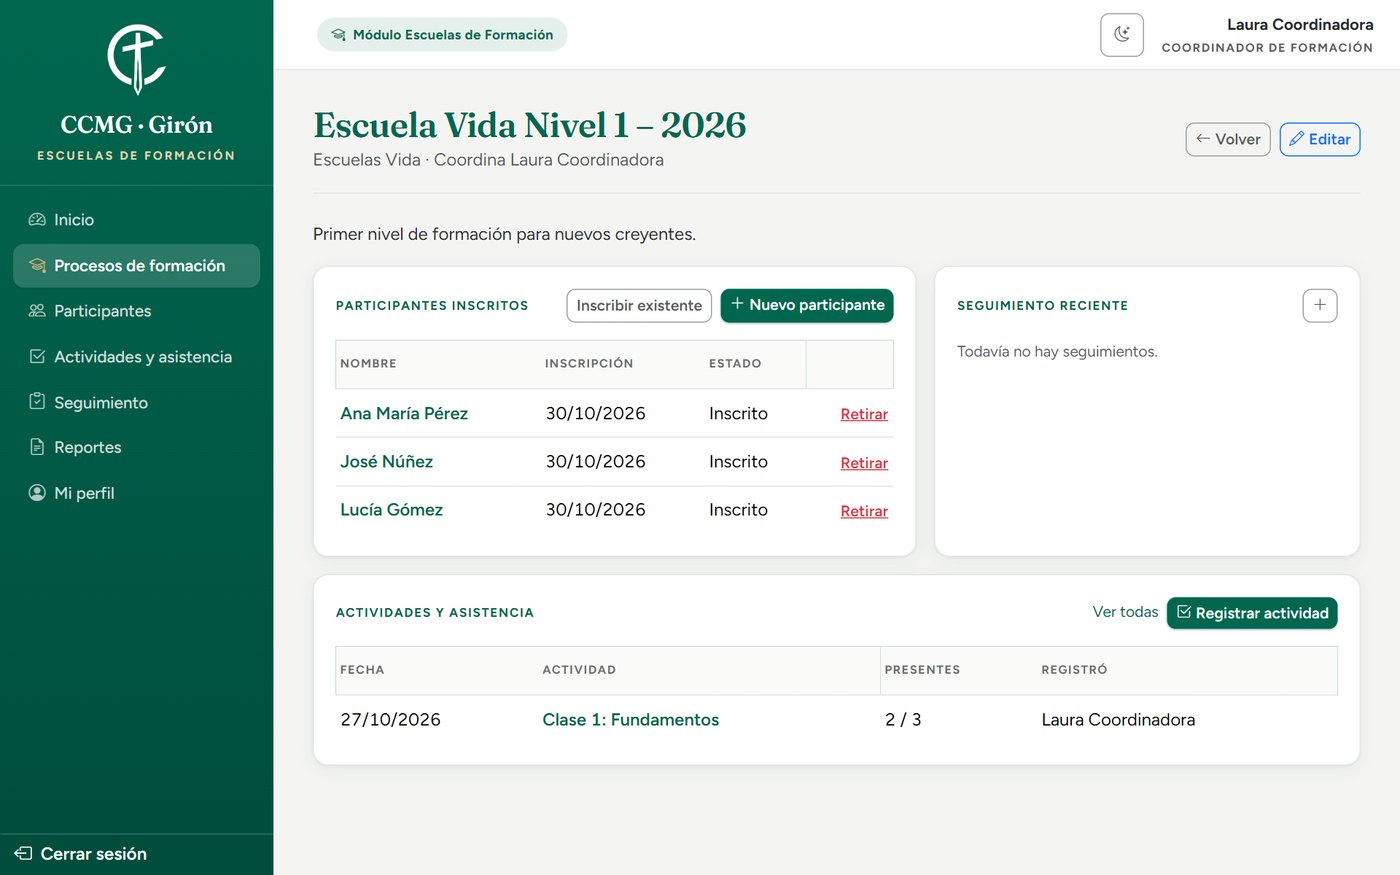 CCMG · Girón
ESCUELAS DE FORMACIÓN
Inicio
Procesos de formación
Participantes
Actividades y asistencia
Seguimiento
Reportes
Mi perfil
Cerrar sesión
Módulo Escuelas de Formación
Laura Coordinadora
COORDINADOR DE FORMACIÓN
Escuela Vida Nivel 1 – 2026
Escuelas Vida · Coordina Laura Coordinadora
← Volver
Editar
Primer nivel de formación para nuevos creyentes.
PARTICIPANTES INSCRITOS
Inscribir existente
+ Nuevo participante
NOMBRE INSCRIPCIÓN ESTADO
Ana María Pérez 30/10/2026 Inscrito Retirar
José Núñez 30/10/2026 Inscrito Retirar
Lucía Gómez 30/10/2026 Inscrito Retirar
SEGUIMIENTO RECIENTE
+
Todavía no hay seguimientos.
ACTIVIDADES Y ASISTENCIA
Ver todas
Registrar actividad
FECHA ACTIVIDAD PRESENTES REGISTRÓ
27/10/2026 Clase 1: Fundamentos 2 / 3 Laura Coordinadora